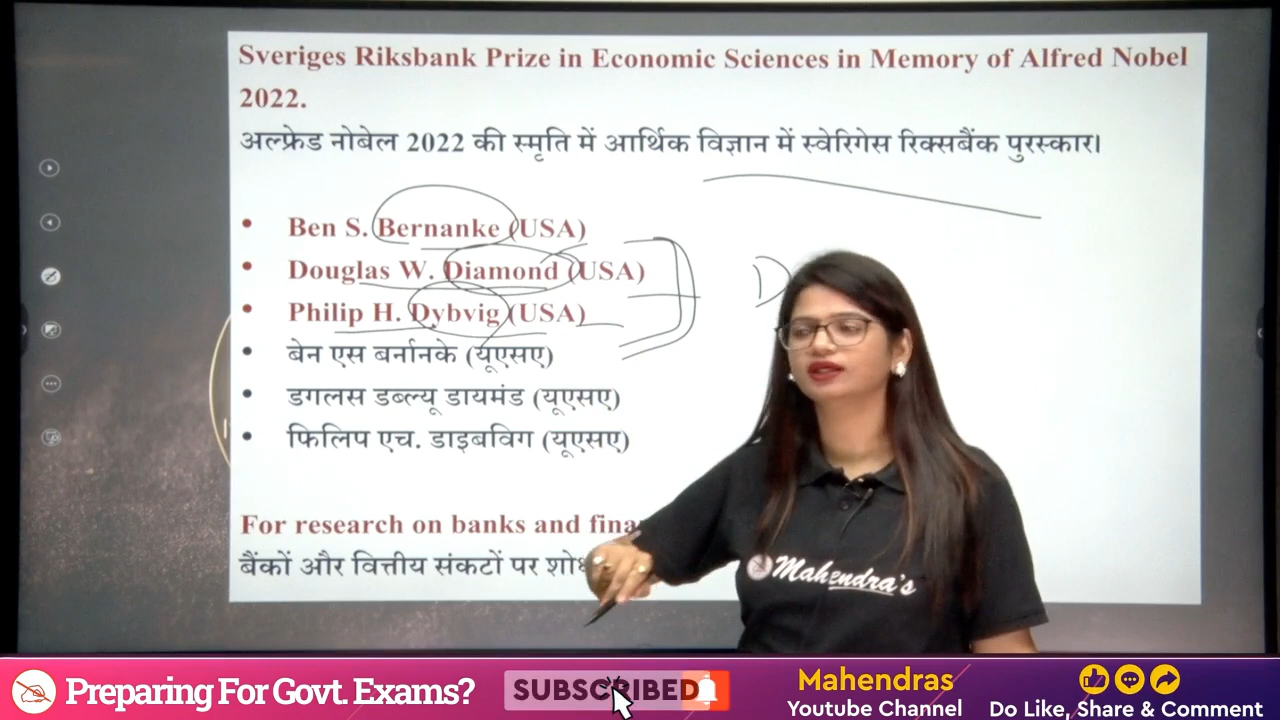 Sveriges Riksbank Prize in Economic Sciences in Memory of Alfred Nobel
2022.
अल्फ्रेड नोबेल 2022 की स्मृति में आर्थिक विज्ञान में स्वेरिगेस रिक्सबैंक पुरस्कार।
• Ben S. Bernanke (USA)
• Douglas W. Diamond (USA)
• Philip H. Dybvig (USA)
D
• बेन एस बर्नानके (यूएसए)
• डगलस डब्ल्यू डायमंड (यूएसए)
• फिलिप एच. डाइबविग (यूएसए)
For research on banks and fina
बैंकों और वित्तीय संकटों पर शोध
Mahendra's
Preparing For Govt. Exams?
SUBSCRIBED
Mahendras
Youtube Channel
Do Like, Share & Comment